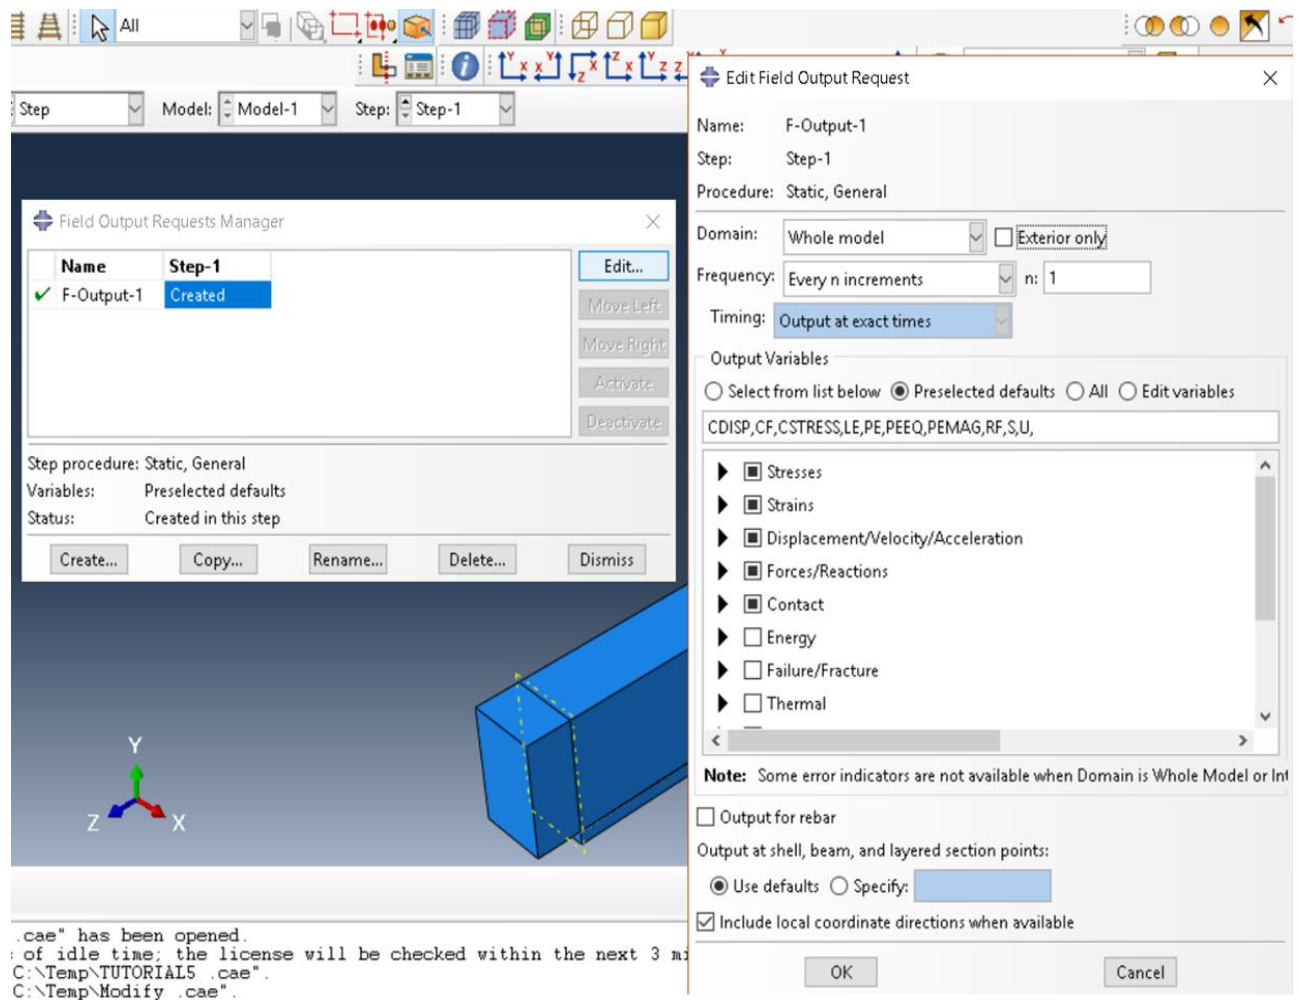 All
Step Model: Model-1 Step: Step-1
Field Output Requests Manager
Name Step-1
F-Output-1 Created
Edit...
Move Left
Move Right
Activate
Deactivate
Step procedure: Static, General
Variables: Preselected defaults
Status: Created in this step
Create... Copy... Rename... Delete... Dismiss
Y
Z X
.cae" has been opened.
of idle time; the license will be checked within the next 3
C:\Temp\TUTORIAL5 .cae".
C:\Temp\Modify .cae".
Edit Field Output Request
Name: F-Output-1
Step: Step-1
Procedure: Static, General
Domain: Whole model Exterior only
Frequency: Every n increments n: 1
Timing: Output at exact times
Output Variables
Select from list below Preselected defaults All Edit variables
CDISP,CF,CSTRESS,LE,PE,PEEQ,PEMAG,RF,S,U,
Stresses
Strains
Displacement/Velocity/Acceleration
Forces/Reactions
Contact
Energy
Failure/Fracture
Thermal
Note: Some error indicators are not available when Domain is Whole Model or Int
Output for rebar
Output at shell, beam, and layered section points:
Use defaults Specify:
Include local coordinate directions when available
OK Cancel